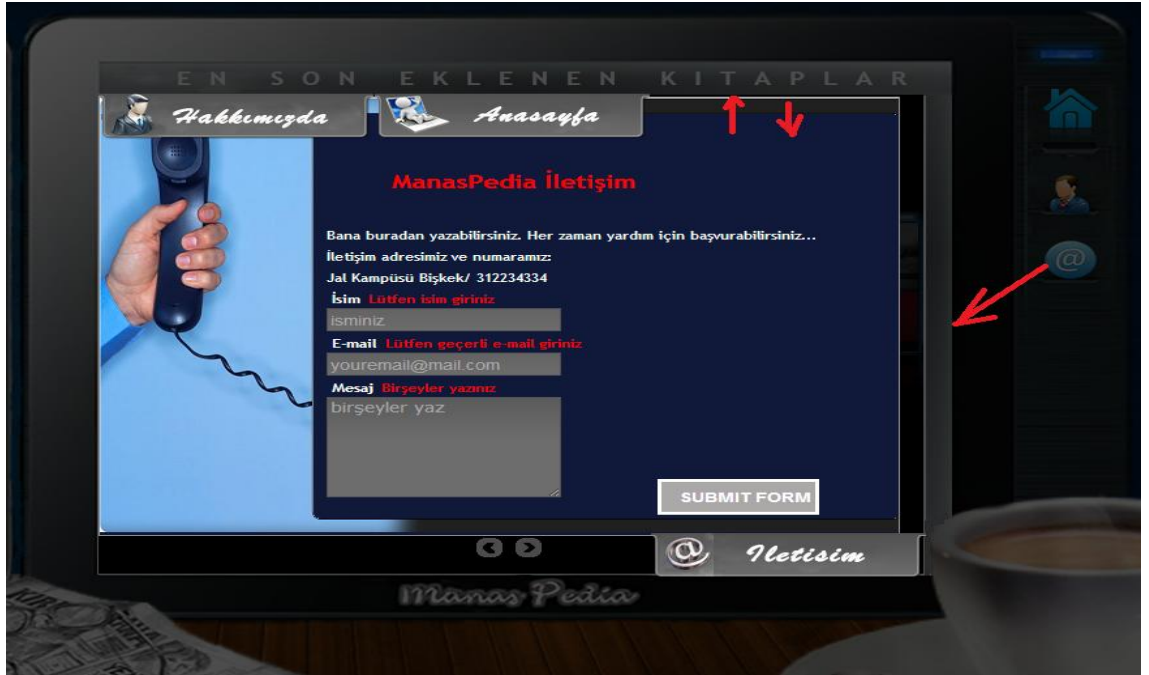 EN SON EKLENEN KITAPLAR
Hakkımızda
Anasayfa
ManasPedia İletişim
Bana buradan yazabilirsiniz. Her zaman yardım için başvurabilirsiniz...
İletişim adresimiz ve numaramız:
Jal Kampüsü Bişkek/ 312234334
İsim Lütfen isim giriniz
isminiz
E-mail Lütfen geçerli e-mail giriniz
youremail@mail.com
Mesaj Birşeyler yazınız
birşeyler yaz
SUBMIT FORM
@ Iletisim
Manas Pedia